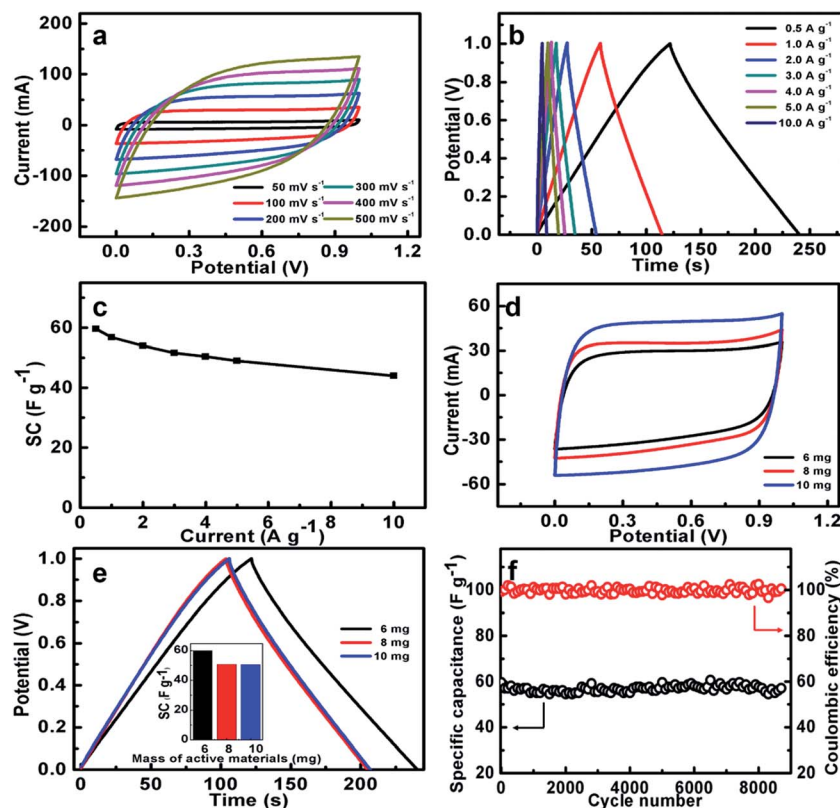 a
200
100
0
-100
-200
Current (mA)
0.0 0.3 0.6 0.9 1.2
Potential (V)
50 mV s-1 300 mV s-1
100 mV s-1 400 mV s-1
200 mV s-1 500 mV s-1
b
1.0
0.8
0.6
0.4
0.2
0.0
Potential (V)
0 50 100 150 200 250
Time (s)
0.5 A g-1
1.0 A g-1
2.0 A g-1
3.0 A g-1
4.0 A g-1
5.0 A g-1
10.0 A g-1
c
80
60
40
20
0
SC (F g-1)
0 2 4 6 8 10
Current (A g-1)
d
60
30
0
-30
-60
Current (mA)
0.0 0.3 0.6 0.9 1.2
Potential (V)
6 mg
8 mg
10 mg
e
1.0
0.8
0.6
0.4
0.2
0.0
Potential (V)
0 50 100 150 200
Time (s)
6 mg
8 mg
10 mg
60
45
30
15
0
SC (F g-1)
6 8 10
Mass of active materials (mg)
f
120
100
80
60
40
20
Specific capacitance (F g-1)
0 2000 4000 6000 8000
Cycle number
100
80
60
40
20
Coulombic efficiency (%)